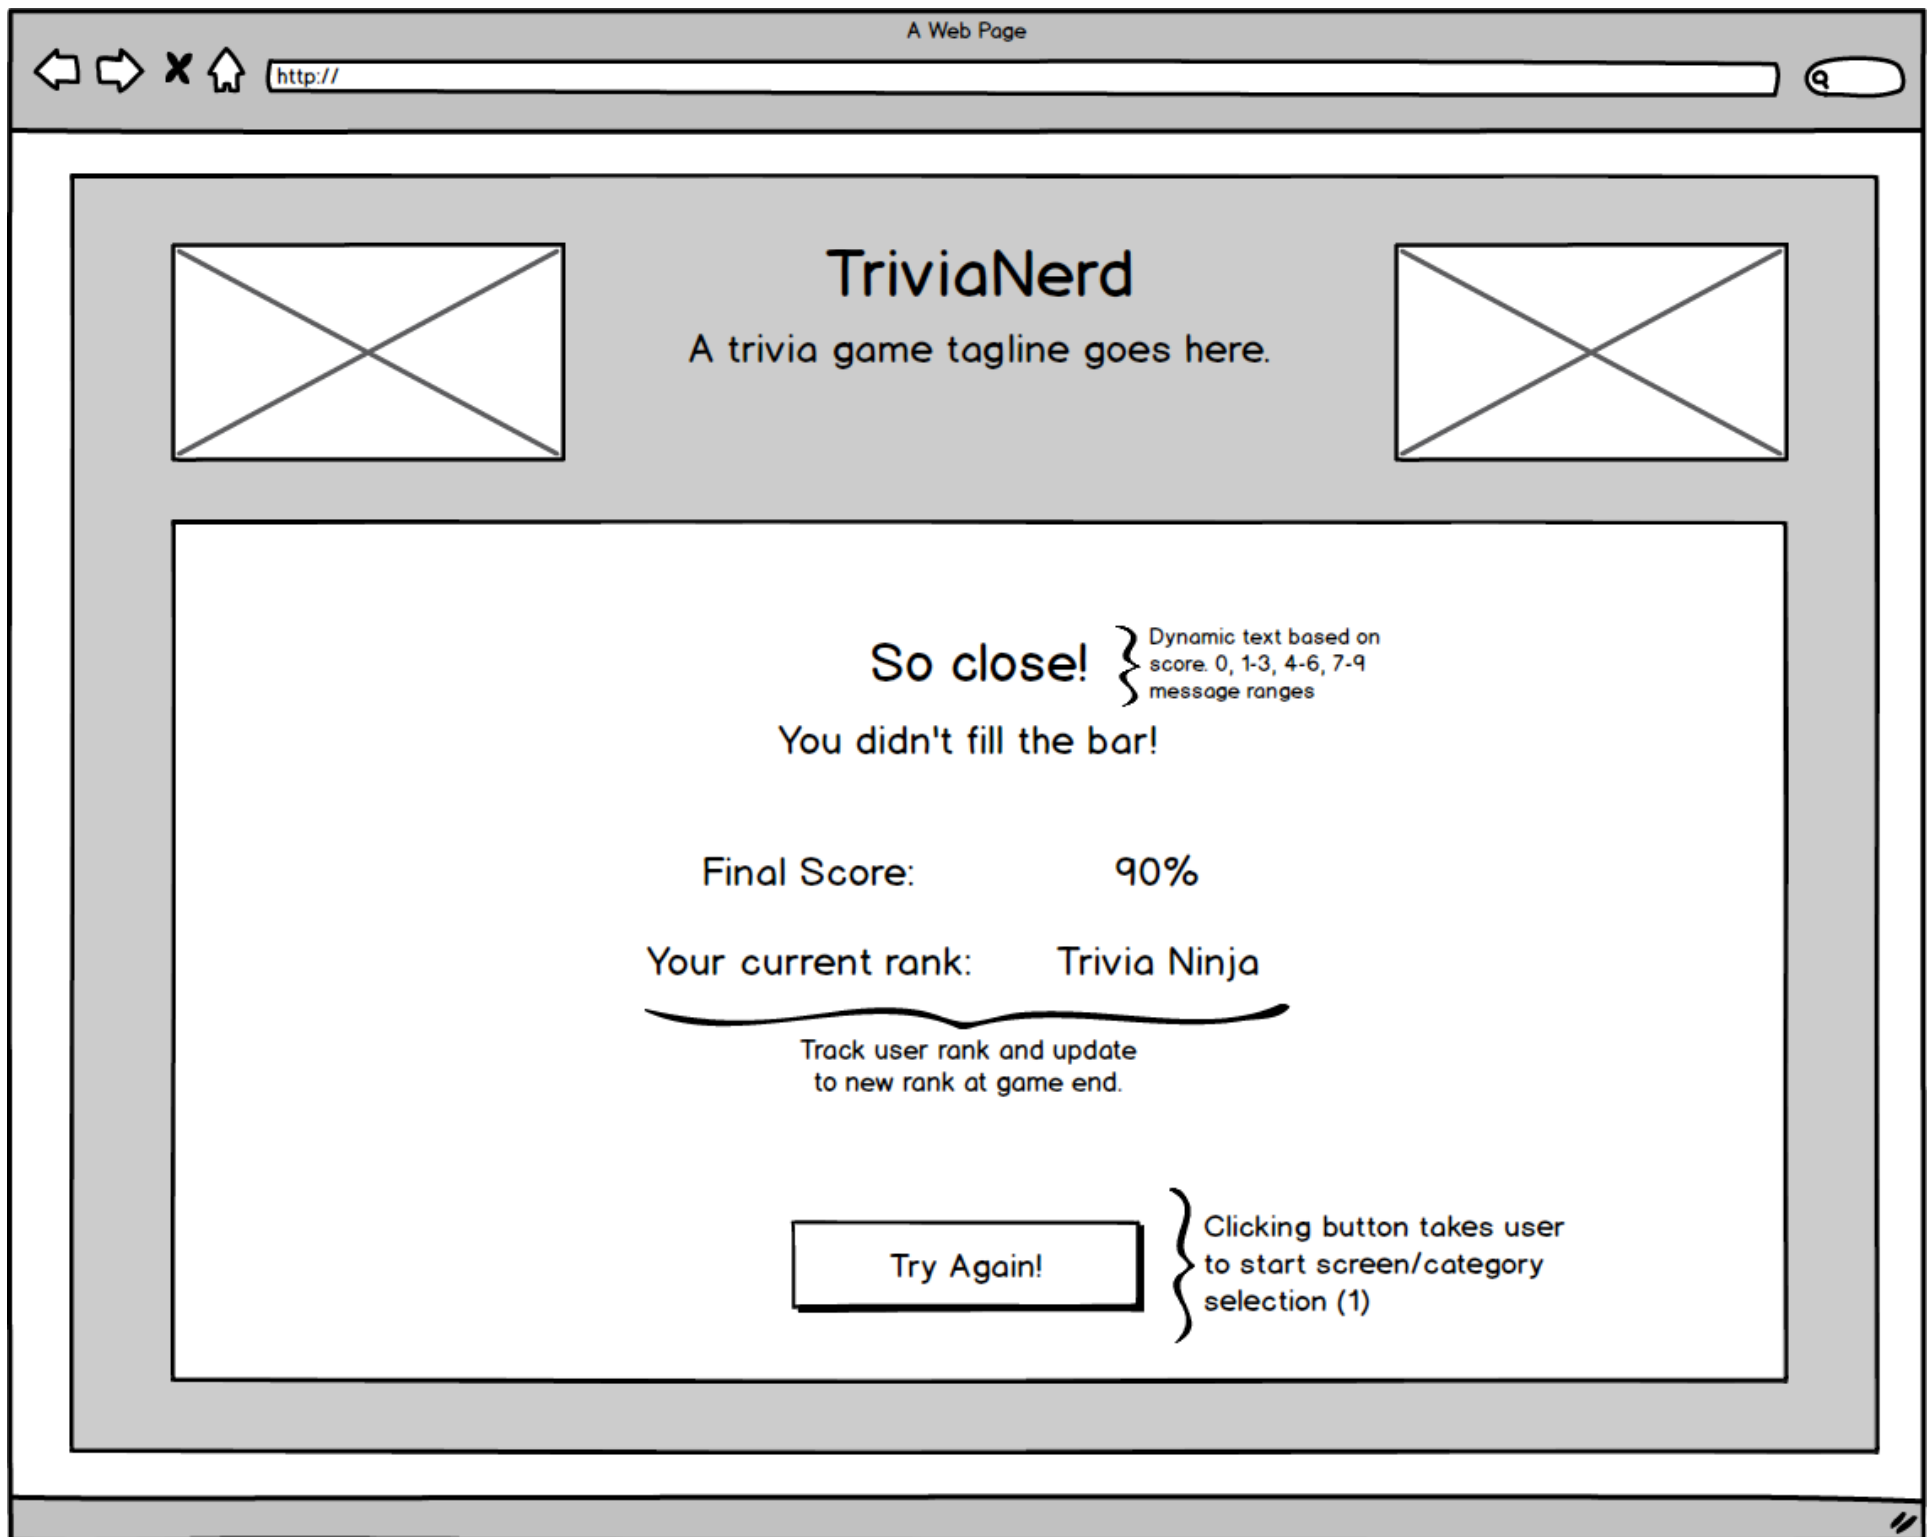 A Web Page
http://
TriviaNerd
A trivia game tagline goes here.
So close!
Dynamic text based on
score. 0, 1-3, 4-6, 7-9
message ranges
You didn't fill the bar!
Final Score: 90%
Your current rank: Trivia Ninja
Track user rank and update
to new rank at game end.
Try Again!
Clicking button takes user
to start screen/category
selection (1)